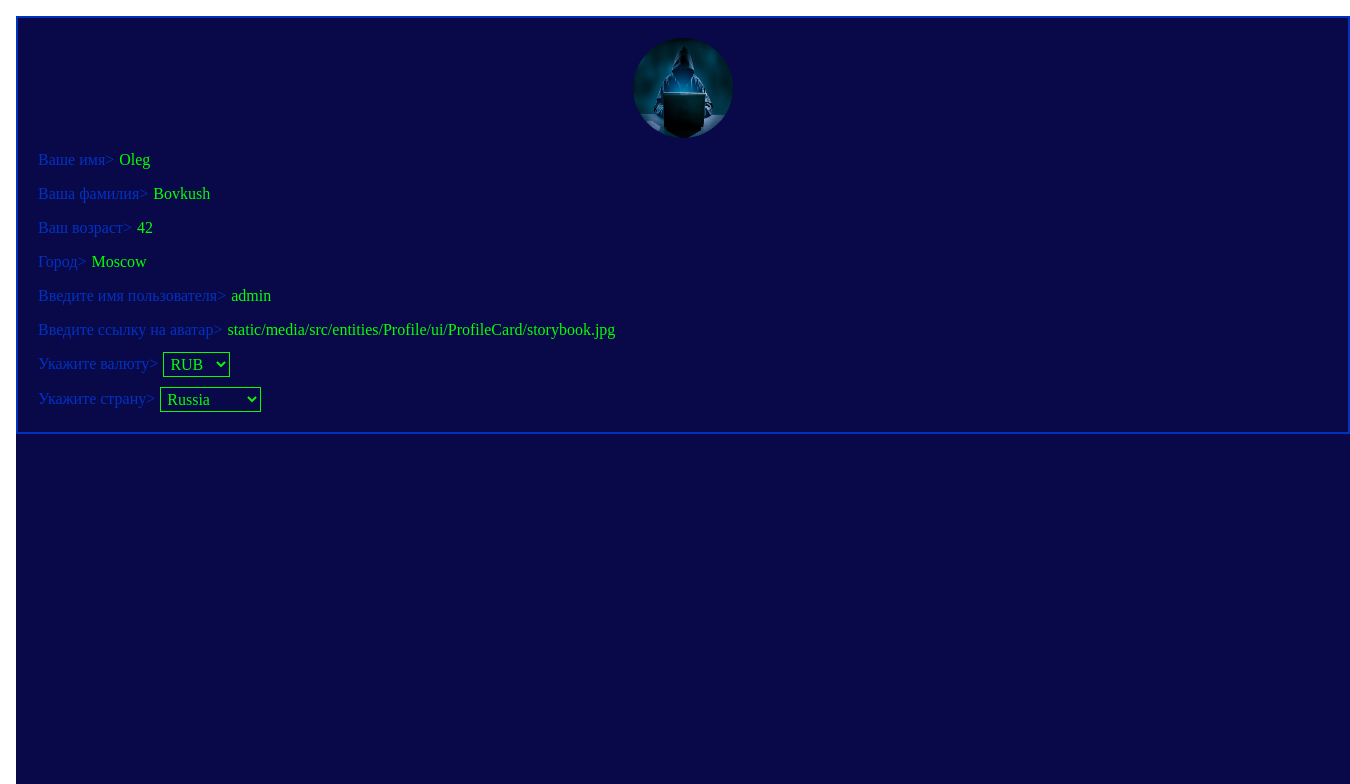 Ваше имя> Oleg
Ваша фамилия> Bovkush
Ваш возраст> 42
Город> Moscow
Введите имя пользователя> admin
Введите ссылку на аватар> static/media/src/entities/Profile/ui/ProfileCard/storybook.jpg
Укажите валюту> RUB
Укажите страну> Russia